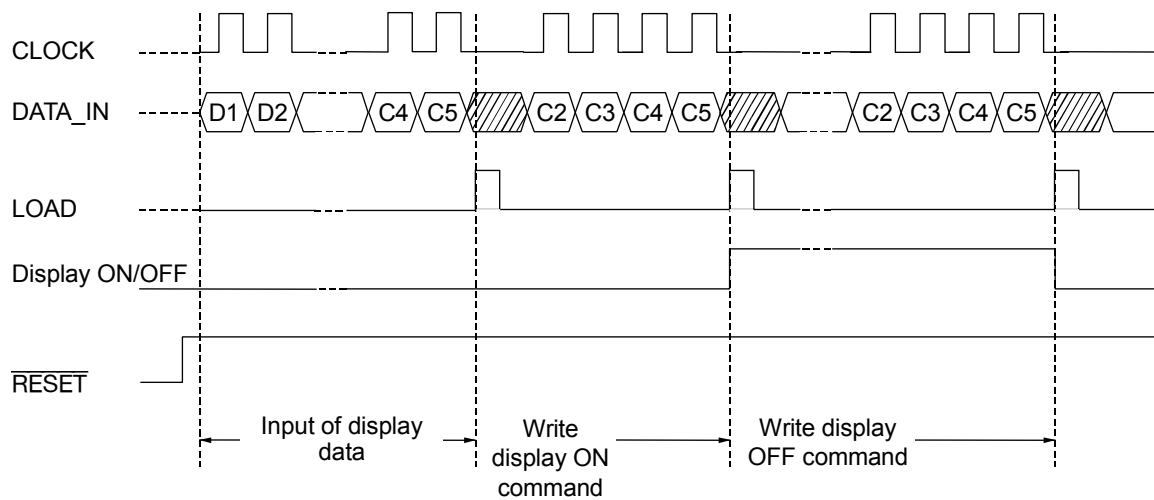 CLOCK
DATA_IN D1 D2 C4 C5 C2 C3 C4 C5 C2 C3 C4 C5
LOAD
Display ON/OFF
RESET
Input of display
data
Write
display ON
command
Write display
OFF command